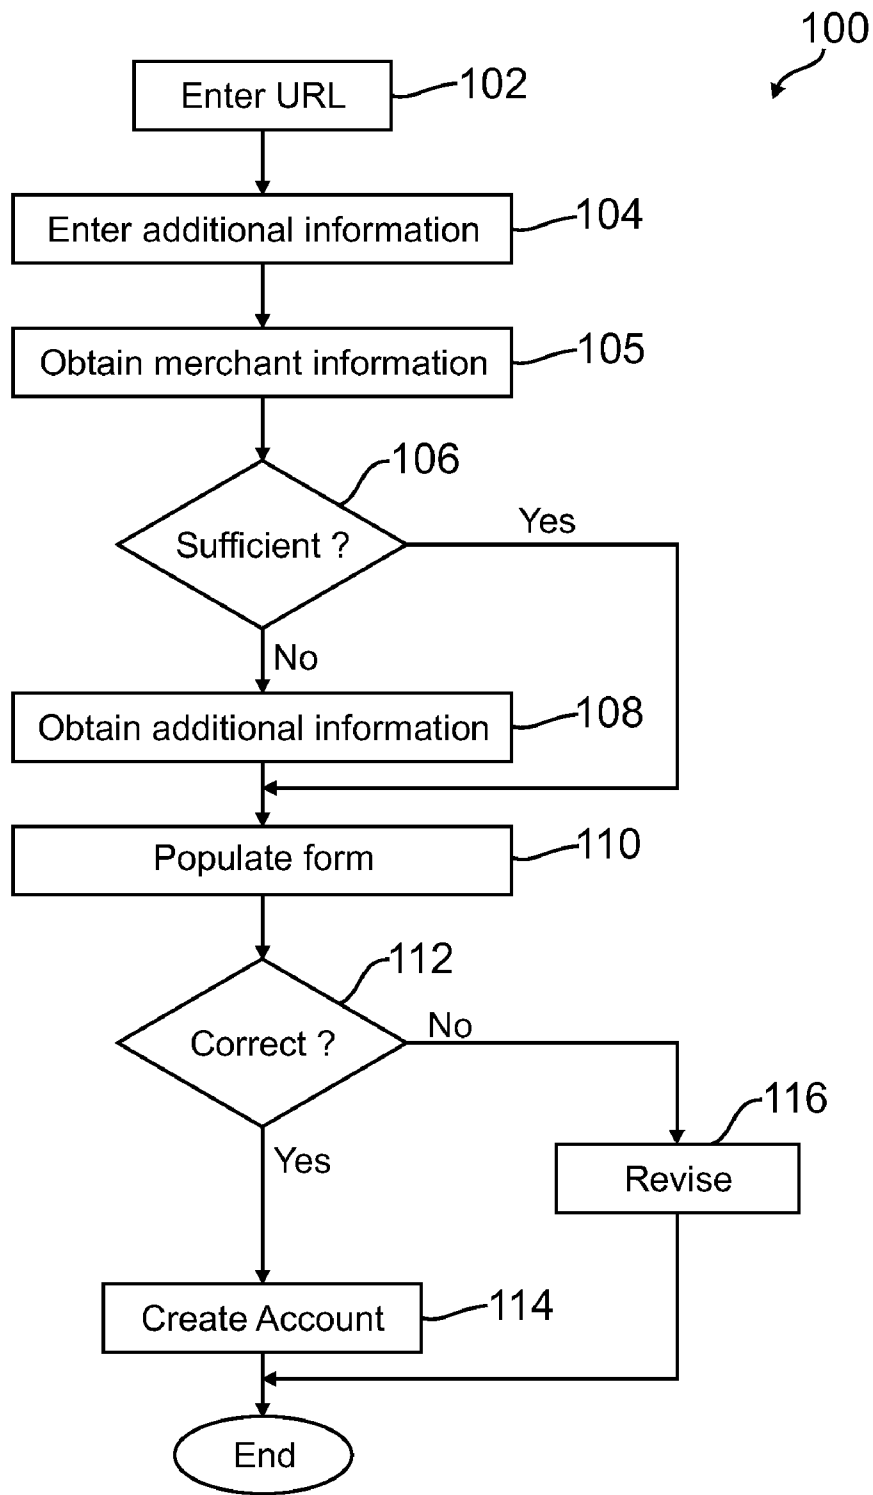 100
Enter URL
102
Enter additional information
104
Obtain merchant information
105
106
Sufficient ?
Yes
No
Obtain additional information
108
Populate form
110
112
Correct ?
No
Yes
116
Revise
Create Account
114
End